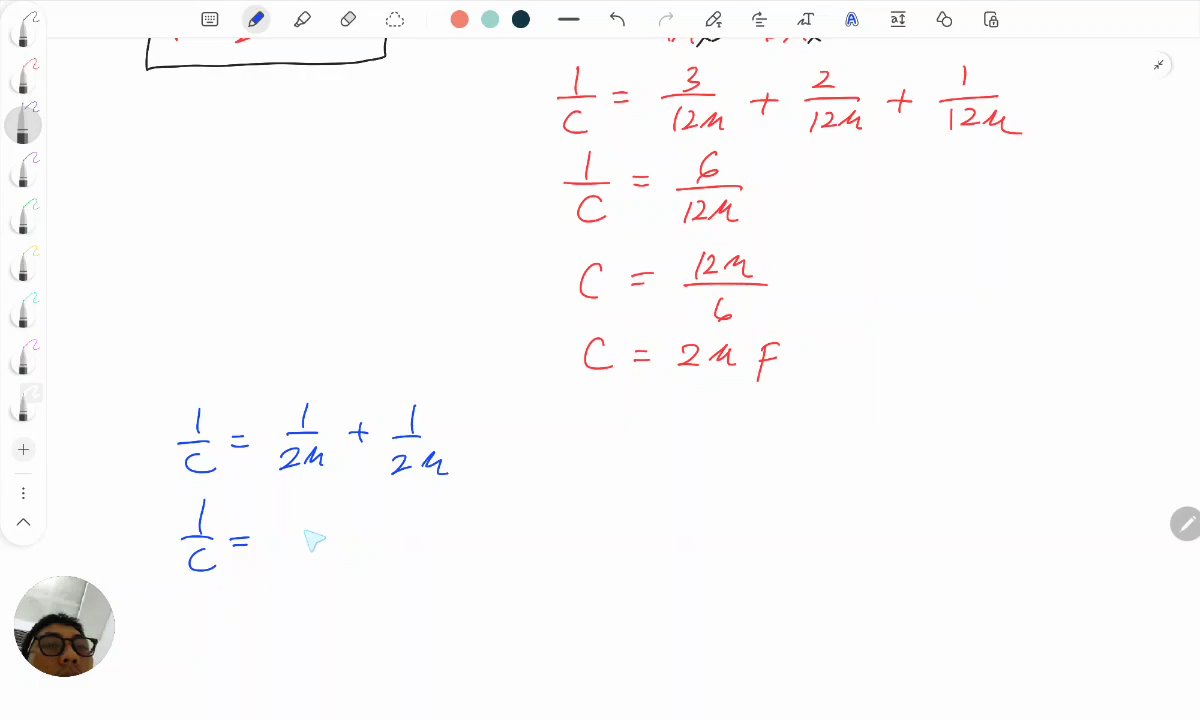 1/C = 3/12μ + 2/12μ + 1/12μ
1/C = 6/12μ
C = 12μ/6
C = 2μ F
1/C = 1/2μ + 1/2μ
1/C =